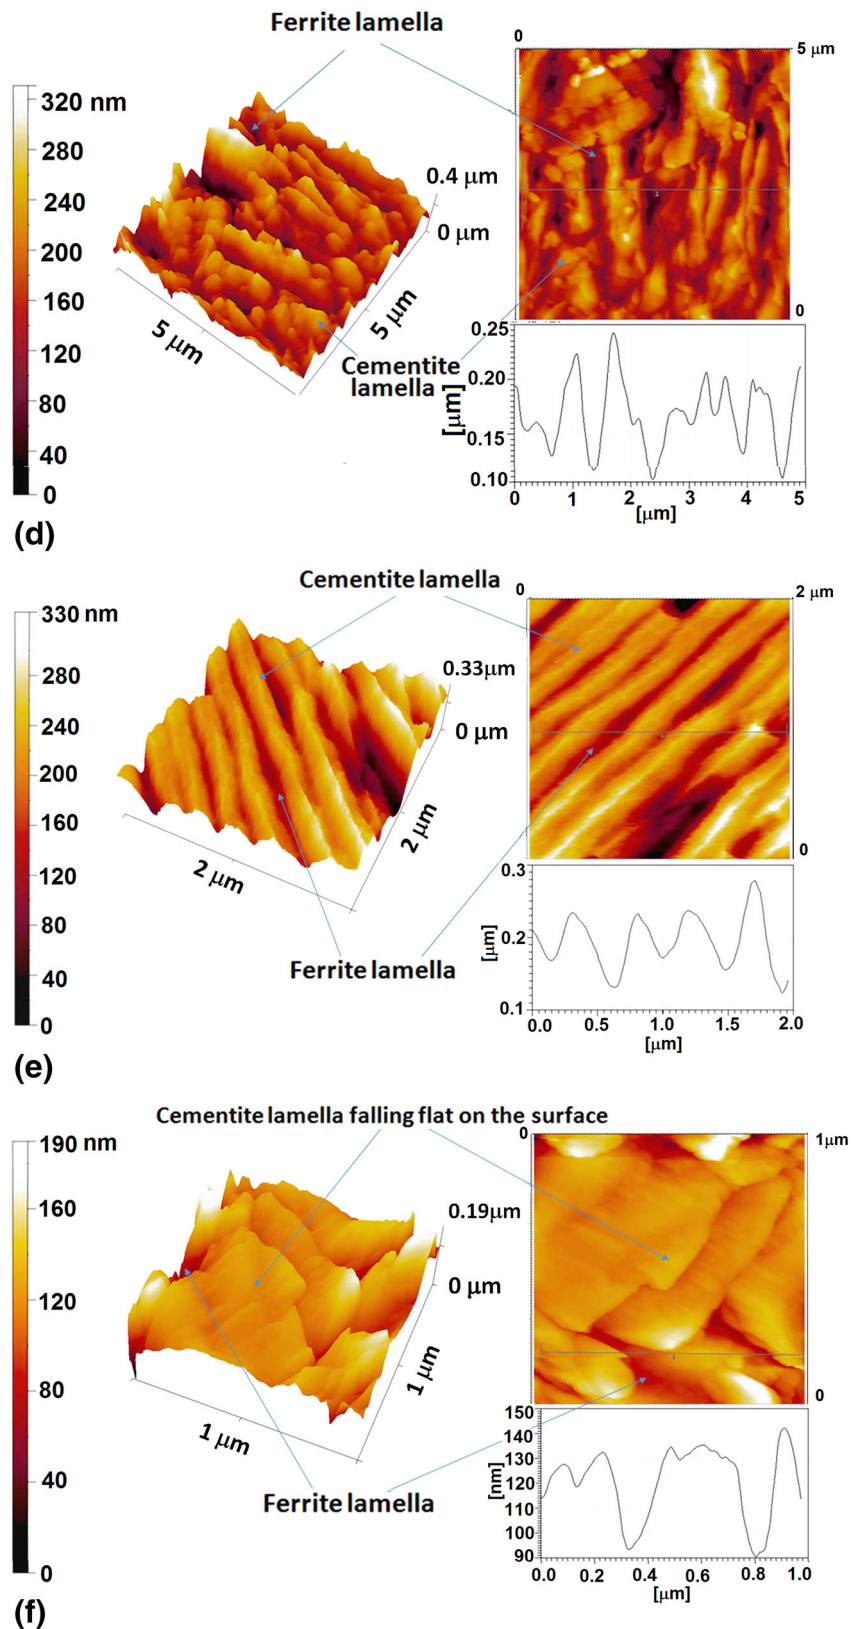 Ferrite lamella
0
5 μm
320 nm
280
240
200
160
120
80
40
0
0.4 μm
0 μm
5 μm
5 μm
0
Cementite
lamella
0.25
0.20
0.15
0.10
[μm]
0
1
2
3
4
5
[μm]
(d)
Cementite lamella
0
2 μm
330 nm
280
240
200
160
120
80
40
0
0.33μm
0 μm
2 μm
2 μm
0
Ferrite lamella
0.3
0.2
0.1
[μm]
0.0
0.5
1.0
1.5
2.0
[μm]
(e)
Cementite lamella falling flat on the surface
0
1μm
190 nm
160
120
80
40
0
0.19μm
0 μm
1 μm
1 μm
0
Ferrite lamella
150
140
130
120
110
100
90
[nm]
0.0
0.2
0.4
0.6
0.8
1.0
[μm]
(f)